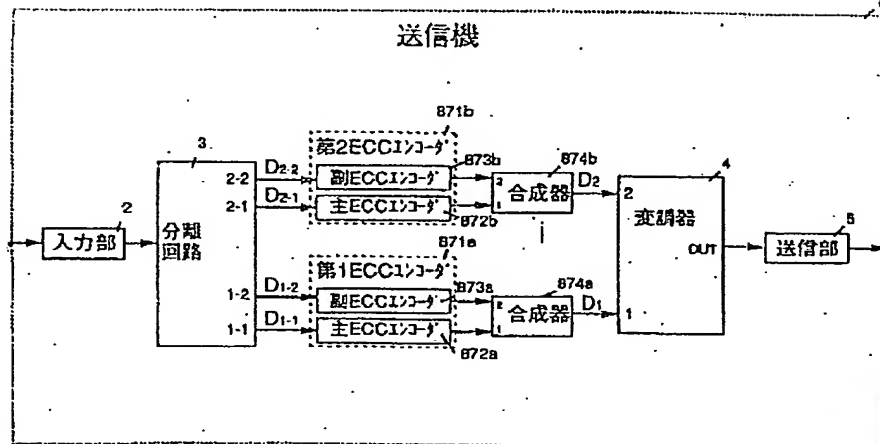 1
送信機
871b
第2ECCエンコーダ
3
D2-2
873b
874b
4
2-2
副ECCエンコーダ
2
合成器
D2
2
D2-1
2-1
主ECCエンコーダ
1
872b
変調器
2
5
入力部
分離
回路
871a
i
OUT
送信部
第1ECCエンコーダ
D1-2
873a
874a
1-2
副ECCエンコーダ
2
合成器
D1
1
D1-1
1-1
主ECCエンコーダ
1
872a